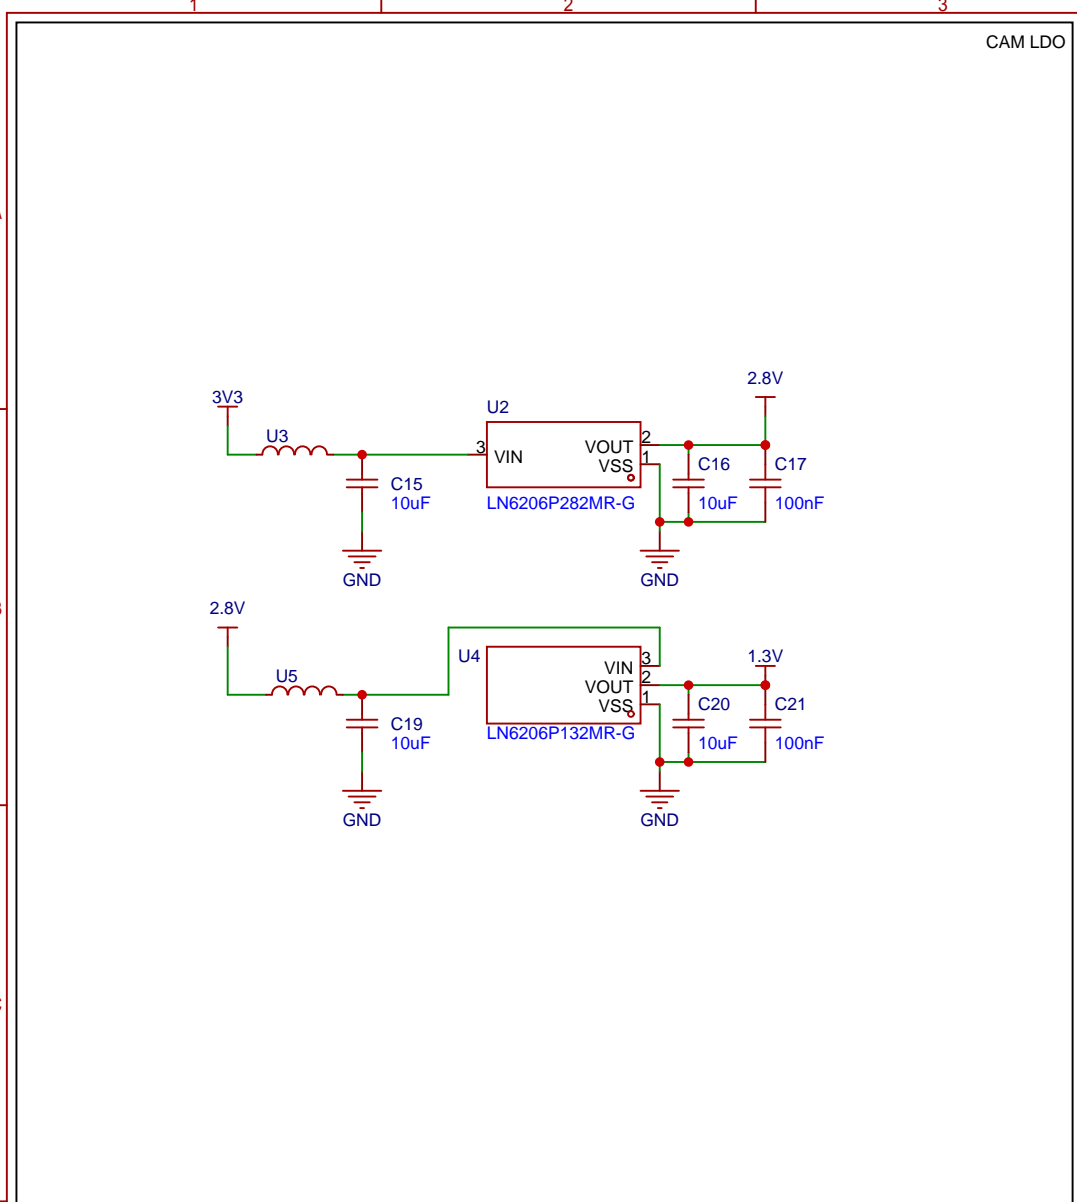 1 2 3
CAM LDO
A
2.8V
3V3
U2
U3
3 VIN
VOUT 2
VSS 1
C15
10uF
C16
10uF
C17
100nF
LN6206P282MR-G
GND
GND
B
2.8V
U4
1.3V
VIN 3
VOUT 2
VSS 1
U5
C19
10uF
C20
10uF
C21
100nF
LN6206P132MR-G
GND
GND
C